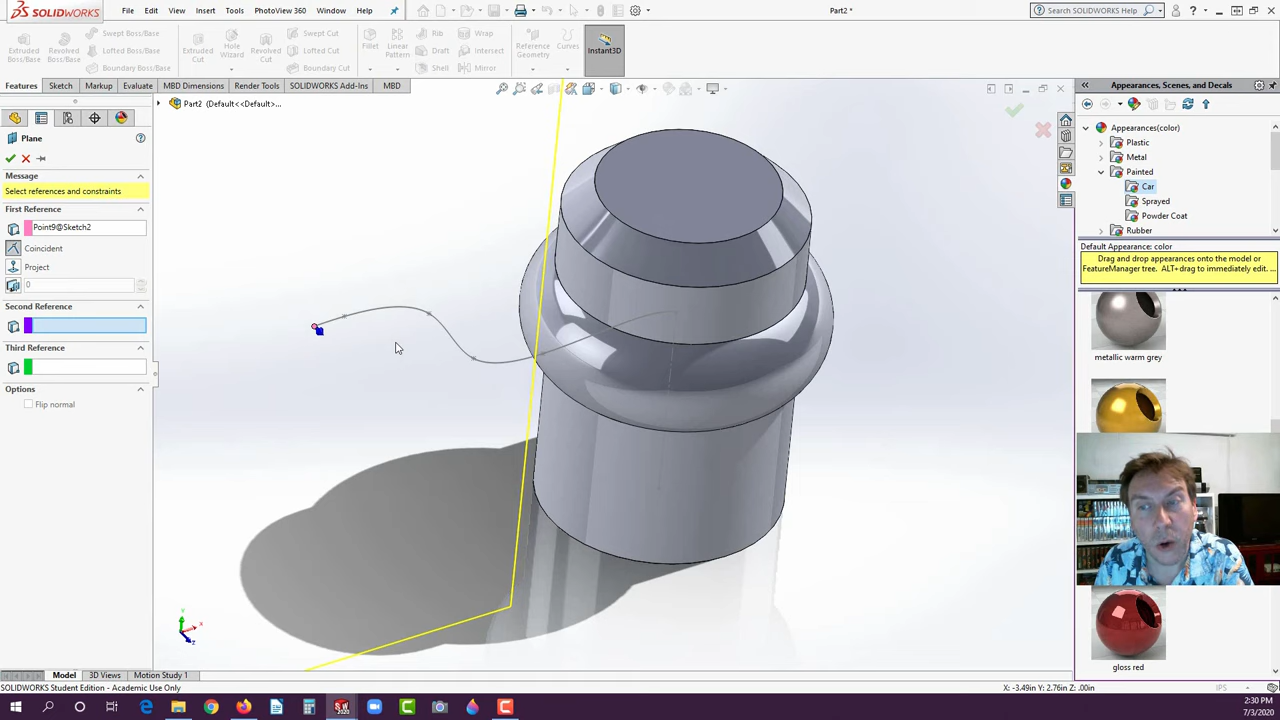 SOLIDWORKS
File Edit View Insert Tools PhotoView 360 Window Help
Part2 *
Search SOLIDWORKS Help
Extruded Boss/Base
Revolved Boss/Base
Swept Boss/Base
Lofted Boss/Base
Boundary Boss/Base
Extruded Cut
Hole Wizard
Revolved Cut
Swept Cut
Lofted Cut
Boundary Cut
Fillet
Linear Pattern
Rib
Draft
Shell
Wrap
Intersect
Mirror
Reference Geometry
Curves
Instant3D
Features Sketch Markup Evaluate MBD Dimensions Render Tools SOLIDWORKS Add-Ins MBD
Part2 (Default<<Default>...
Plane
Message
Select references and constraints
First Reference
Point9@Sketch2
Coincident
Project
0
Second Reference
Third Reference
Options
Flip normal
Appearances, Scenes, and Decals
Appearances(color)
Plastic
Metal
Painted
Car
Sprayed
Powder Coat
Rubber
Default Appearance: color
Drag and drop appearances onto the model or
FeatureManager tree. ALT+drag to immediately edit. ...
metallic warm grey
gloss red
Y
X
Z
Model 3D Views Motion Study 1
SOLIDWORKS Student Edition - Academic Use Only
X: -3.49in Y: 2.76in Z: .00in
IPS
2:30 PM
7/3/2020